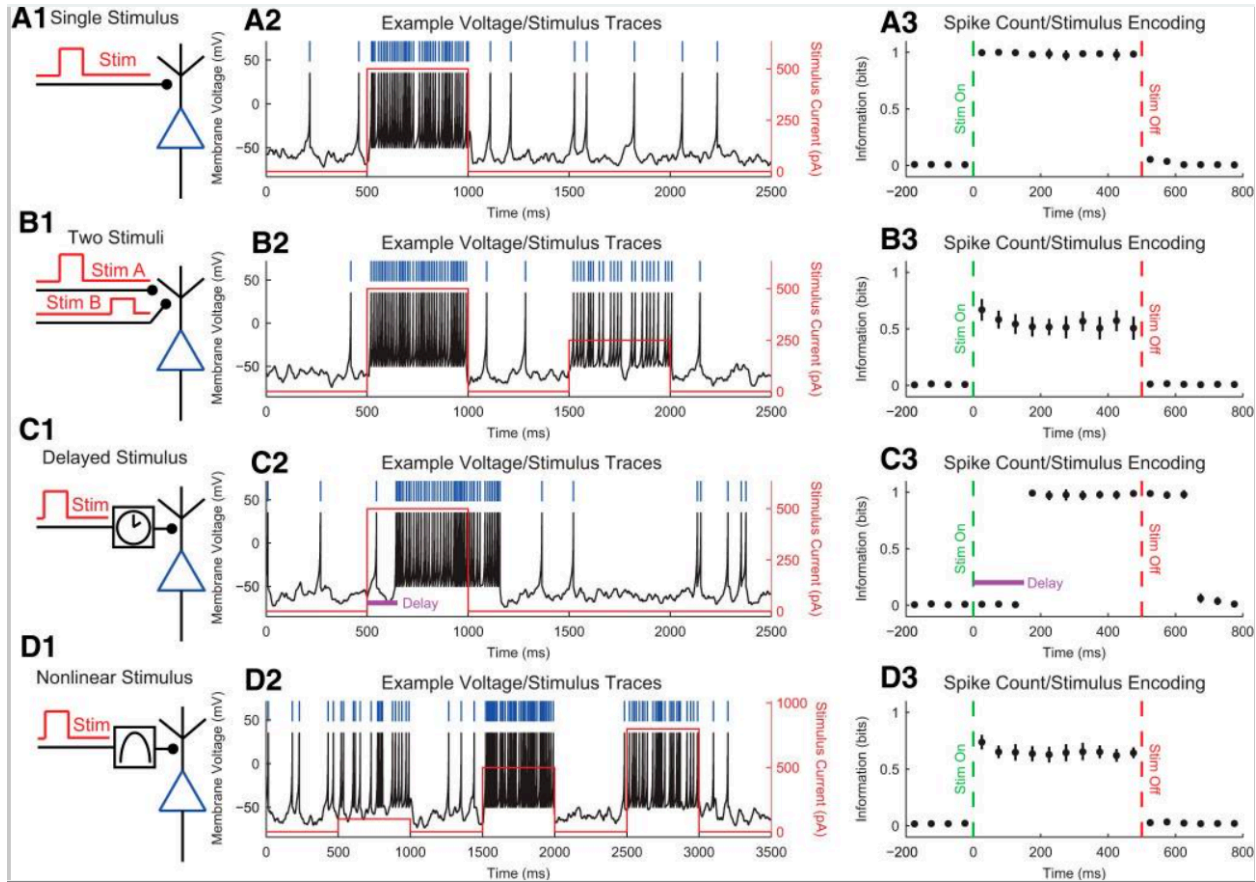 A1 Single Stimulus
Stim
A2 Example Voltage/Stimulus Traces
Membrane Voltage (mV)
50
0
−50
0 500 1000 1500 2000 2500
Time (ms)
Stimulus Current (pA)
500
250
0
A3 Spike Count/Stimulus Encoding
Information (bits)
1
0.5
0
Stim On
Stim Off
−200 0 200 400 600 800
Time (ms)
B1 Two Stimuli
Stim A
Stim B
B2 Example Voltage/Stimulus Traces
Membrane Voltage (mV)
50
0
−50
0 500 1000 1500 2000 2500
Time (ms)
Stimulus Current (pA)
500
250
0
B3 Spike Count/Stimulus Encoding
Information (bits)
1
0.5
0
Stim On
Stim Off
−200 0 200 400 600 800
Time (ms)
C1 Delayed Stimulus
Stim
C2 Example Voltage/Stimulus Traces
Membrane Voltage (mV)
50
0
−50
Delay
0 500 1000 1500 2000 2500
Time (ms)
Stimulus Current (pA)
500
250
0
C3 Spike Count/Stimulus Encoding
Information (bits)
1
0.5
0
Stim On
Delay
Stim Off
−200 0 200 400 600 800
Time (ms)
D1 Nonlinear Stimulus
Stim
D2 Example Voltage/Stimulus Traces
Membrane Voltage (mV)
50
0
−50
0 500 1000 1500 2000 2500 3000 3500
Time (ms)
Stimulus Current (pA)
1000
500
0
D3 Spike Count/Stimulus Encoding
Information (bits)
1
0.5
0
Stim On
Stim Off
−200 0 200 400 600 800
Time (ms)